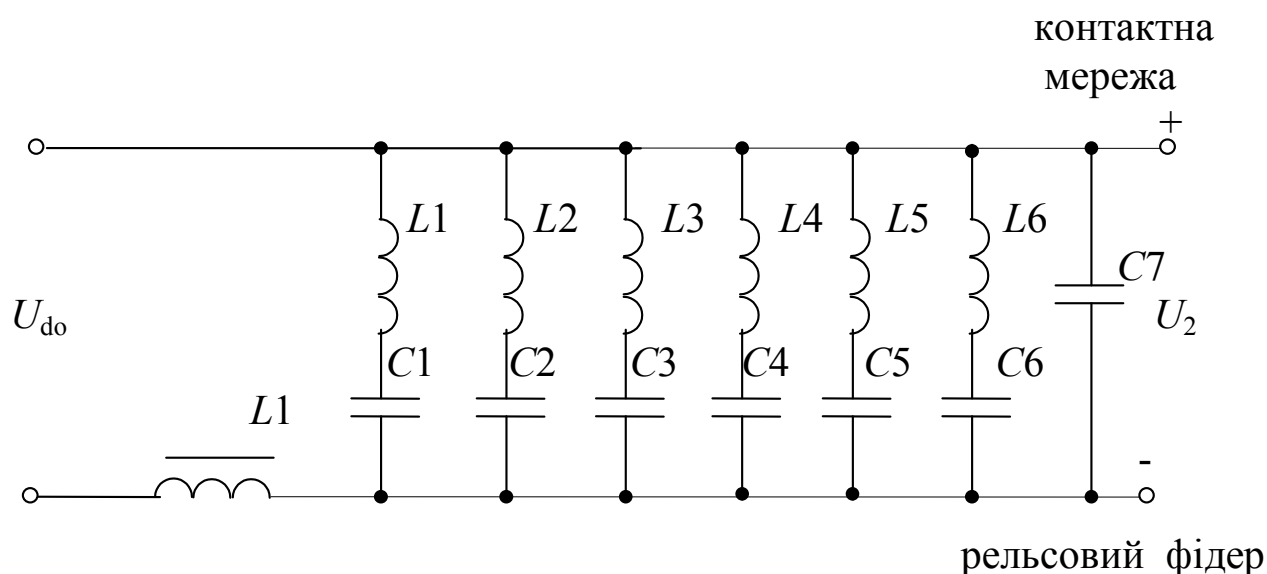 контактна
мережа
+
L1 L2 L3 L4 L5 L6
C7
U_do U_2
C1 C2 C3 C4 C5 C6
L1
-
рельсовий фідер